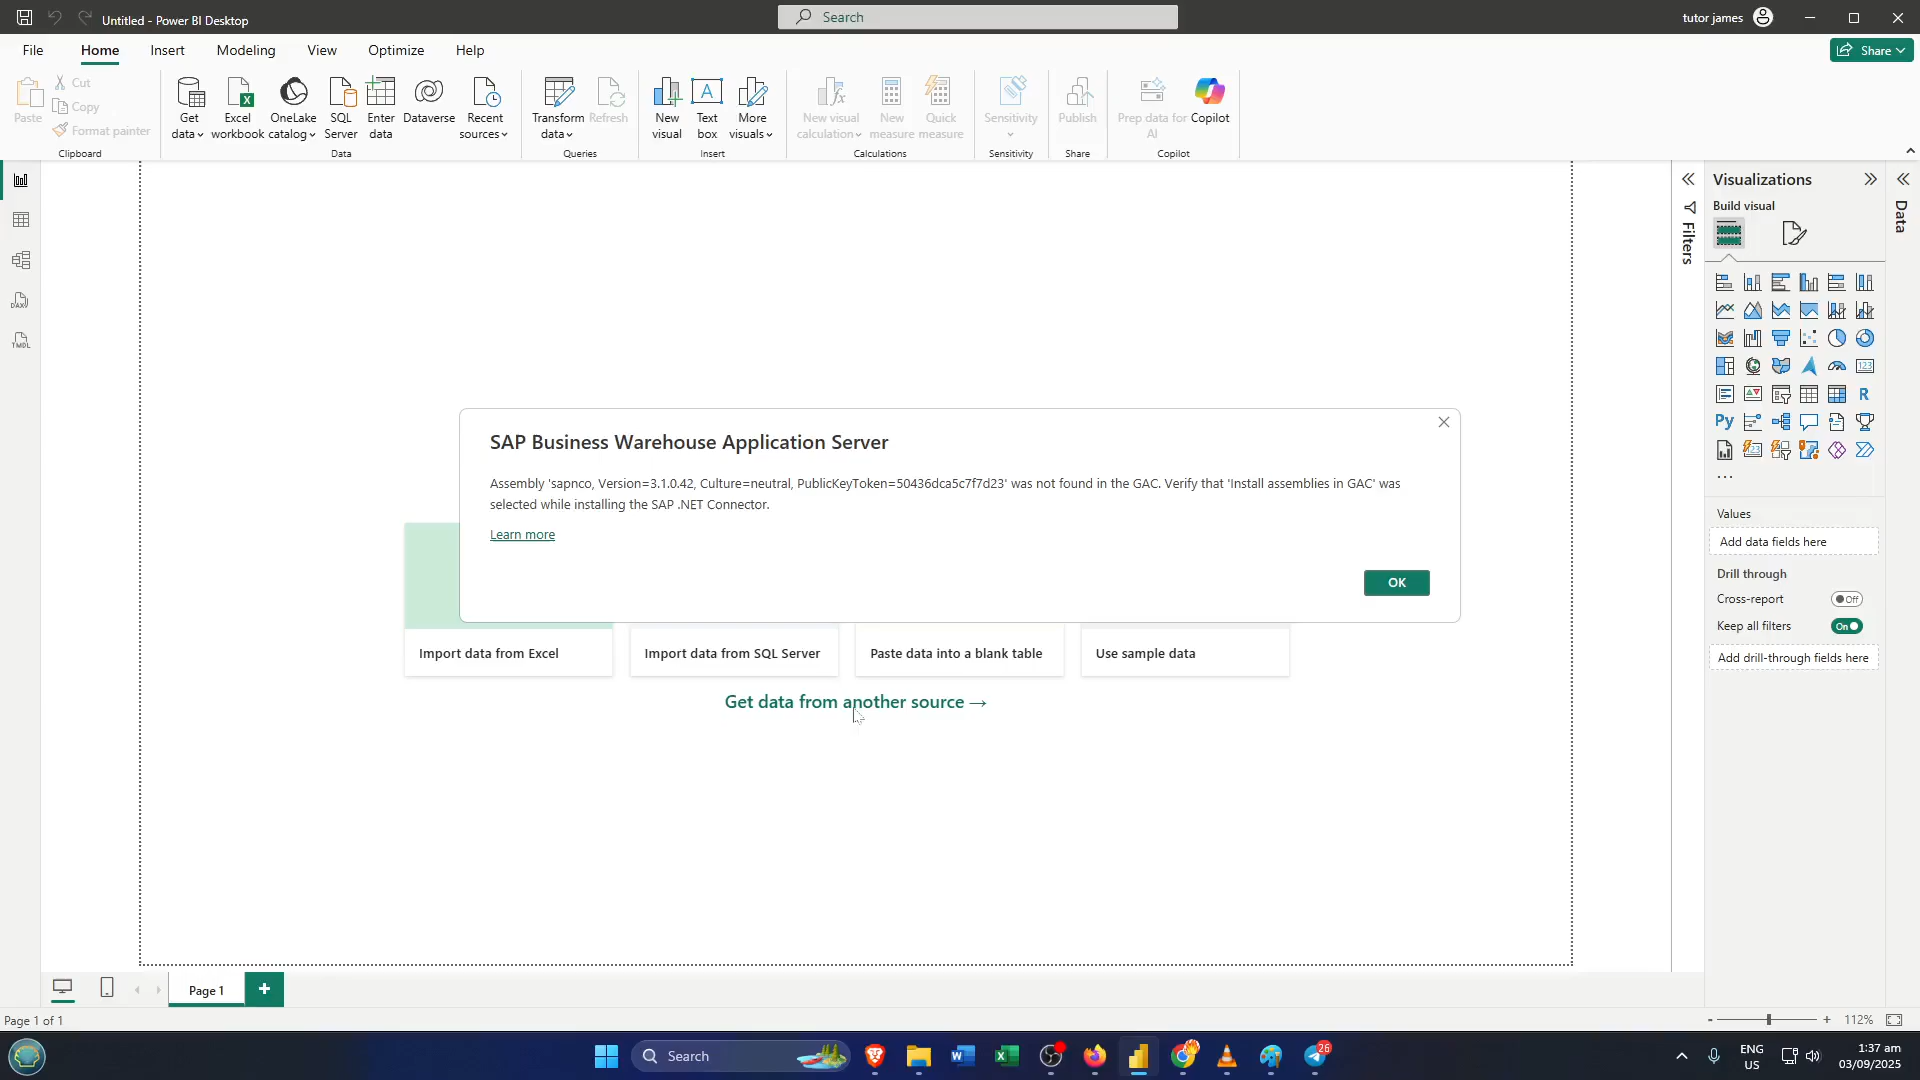 Untitled - Power BI Desktop
Search
tutor james
File
Home
Insert
Modeling
View
Optimize
Help
Share
Paste
Cut
Copy
Format painter
Clipboard
Get data
Excel workbook
OneLake catalog
SQL Server
Enter data
Dataverse
Recent sources
Data
Transform data
Refresh
Queries
New visual
Text box
More visuals
Insert
New visual calculation
New measure
Quick measure
Calculations
Sensitivity
Sensitivity
Publish
Share
Prep data for AI
Copilot
Copilot
DAX
TMDL
SAP Business Warehouse Application Server
Assembly 'sapnco, Version=3.1.0.42, Culture=neutral, PublicKeyToken=50436dca5c7f7d23' was not found in the GAC. Verify that 'Install assemblies in GAC' was
selected while installing the SAP .NET Connector.
Learn more
OK
Import data from Excel
Import data from SQL Server
Paste data into a blank table
Use sample data
Get data from another source →
Filters
Visualizations
Build visual
123
R
Py
...
Values
Add data fields here
Drill through
Cross-report
Off
Keep all filters
On
Add drill-through fields here
Data
Page 1
+
Page 1 of 1
- + 112%
Search
26
ENG
US
1:37 am
03/09/2025